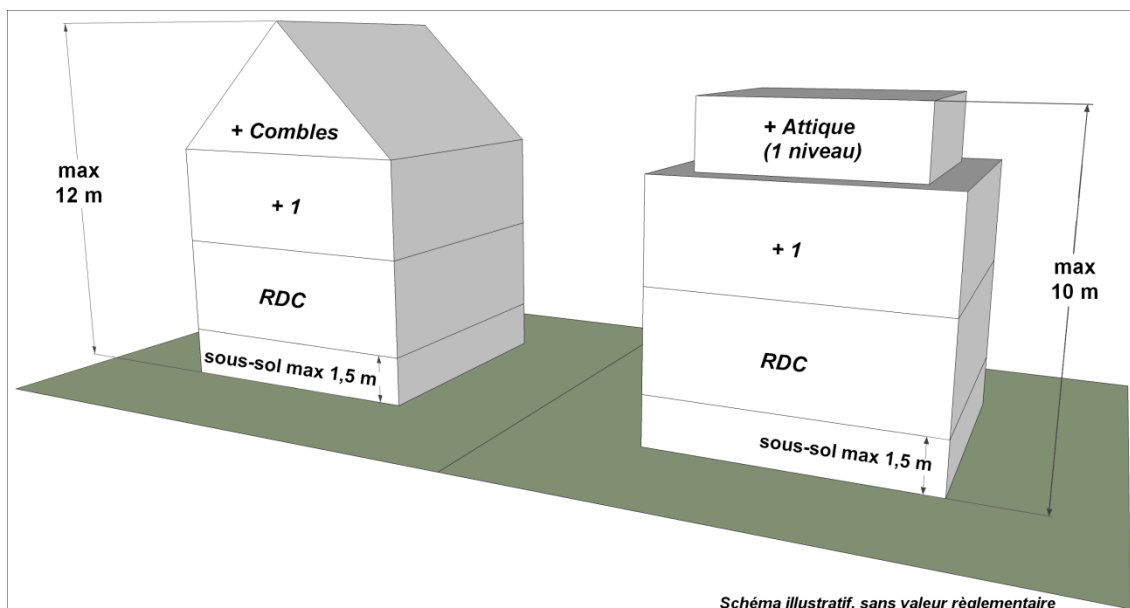 max
12 m
+ Combles
+ 1
RDC
sous-sol max 1,5 m
+ Attique
(1 niveau)
+ 1
RDC
sous-sol max 1,5 m
max
10 m
Schéma illustratif, sans valeur règlementaire